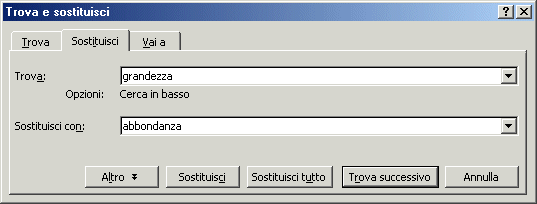 Trova e sostituisci
Trova Sostituisci Vai a
Trova: grandezza
Opzioni: Cerca in basso
Sostituisci con: abbondanza
Altro Sostituisci Sostituisci tutto Trova successivo Annulla